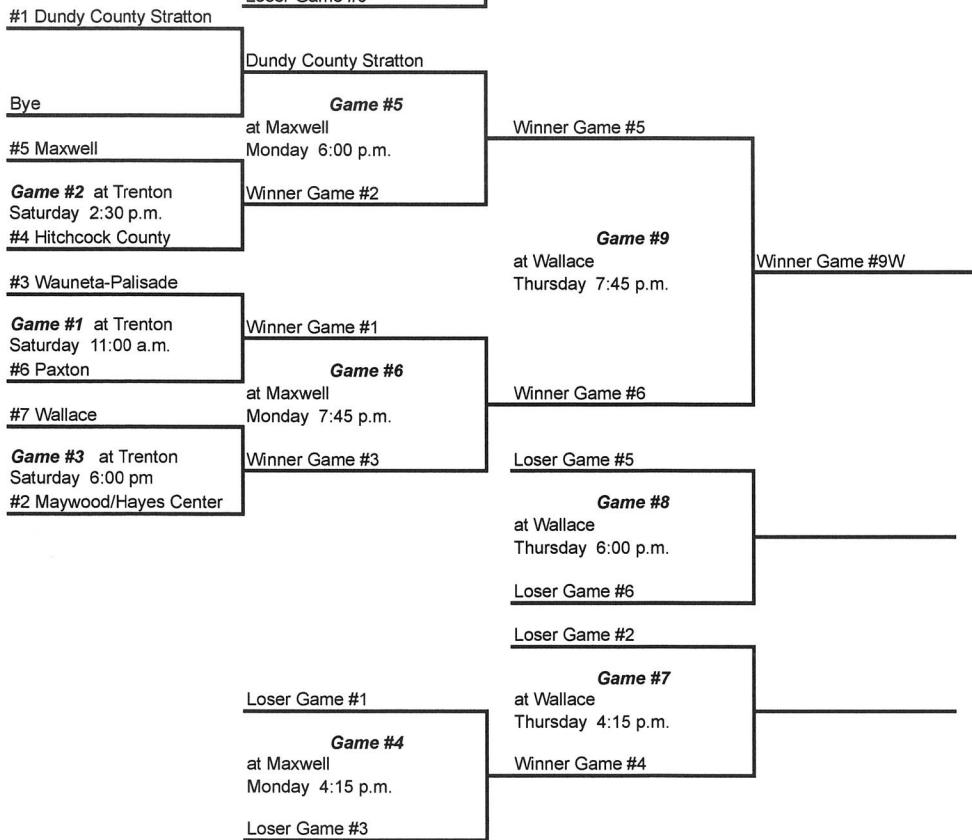 #1 Dundy County Stratton
Dundy County Stratton
Bye
Game #5
at Maxwell
Monday 6:00 p.m.
Winner Game #5
#5 Maxwell
Game #2 at Trenton
Saturday 2:30 p.m.
Winner Game #2
#4 Hitchcock County
Game #9
at Wallace
Thursday 7:45 p.m.
Winner Game #9W
#3 Wauneta-Palisade
Game #1 at Trenton
Saturday 11:00 a.m.
Winner Game #1
#6 Paxton
Game #6
at Maxwell
Monday 7:45 p.m.
Winner Game #6
#7 Wallace
Game #3 at Trenton
Saturday 6:00 pm
Winner Game #3
#2 Maywood/Hayes Center
Loser Game #5
Game #8
at Wallace
Thursday 6:00 p.m.
Loser Game #6
Loser Game #2
Game #7
at Wallace
Thursday 4:15 p.m.
Loser Game #1
Game #4
at Maxwell
Monday 4:15 p.m.
Winner Game #4
Loser Game #3